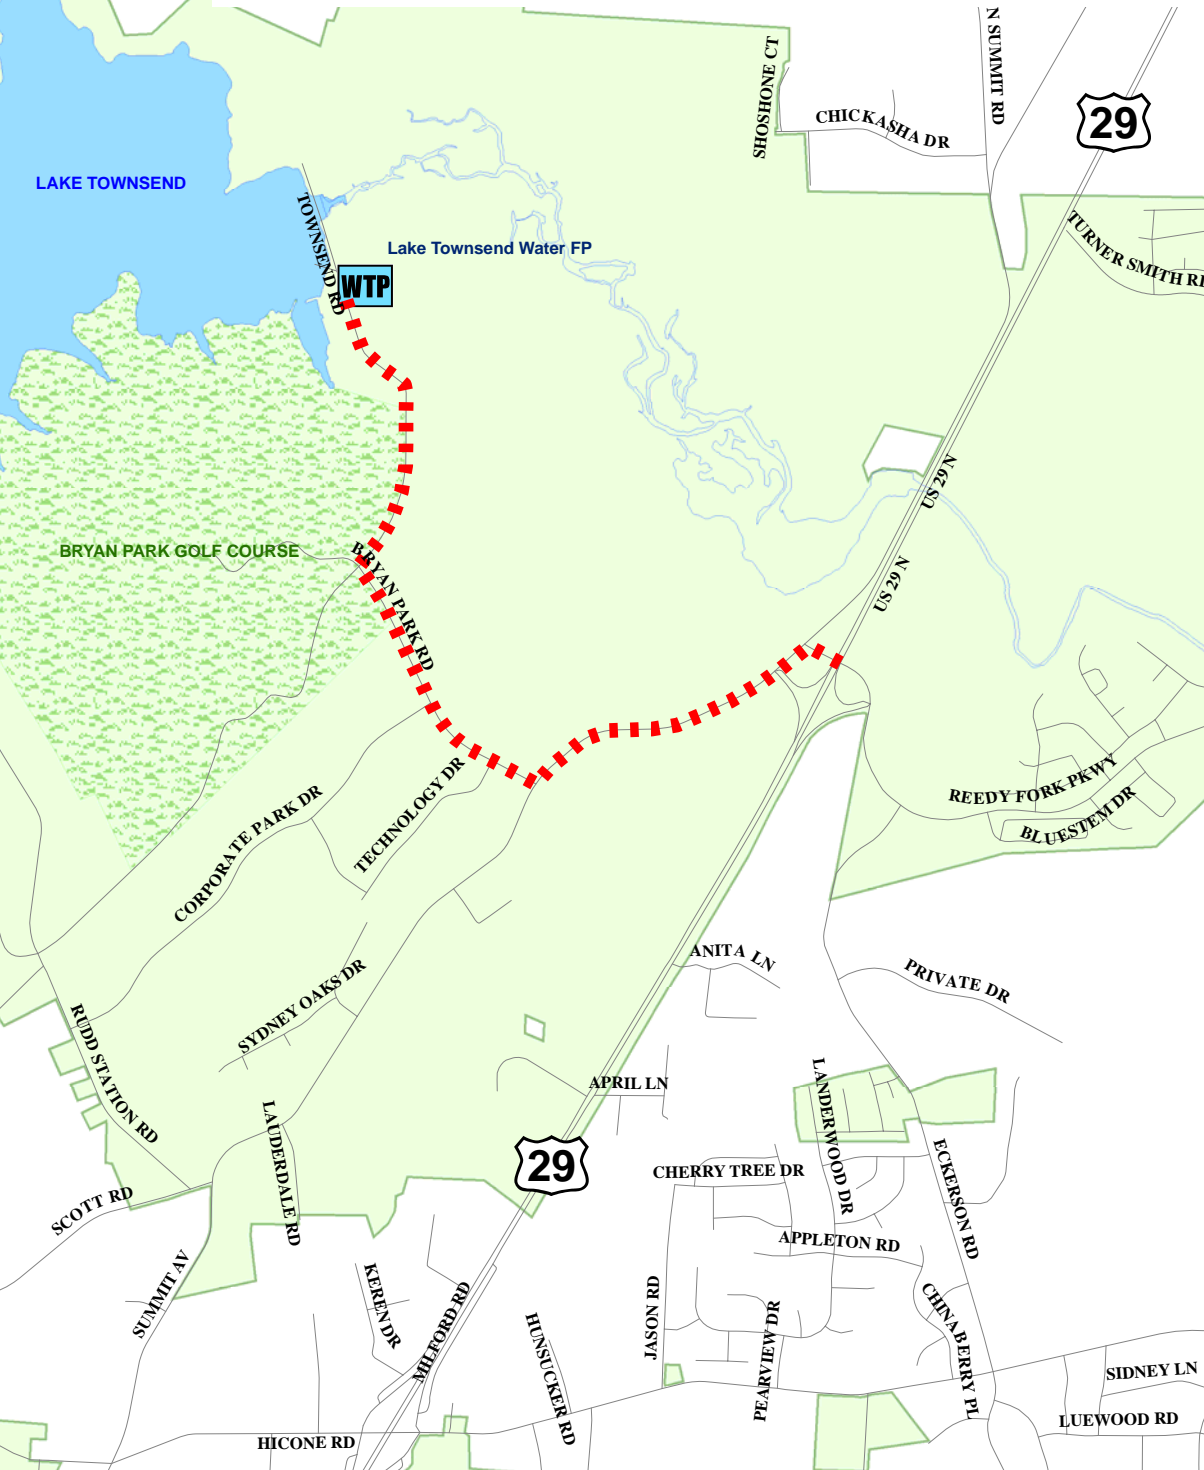 N SUMMIT RD
SHOSHONE CT
CHICKASHA DR
29
LAKE TOWNSEND
TOWNSEND RD
Lake Townsend Water FP
WTP
TURNER SMITH RD
US 29 N
US 29 N
BRYAN PARK GOLF COURSE
BRYAN PARK RD
REEDY FORK PKWY
BLUESTEM DR
TECHNOLOGY DR
CORPORATE PARK DR
ANITA LN
PRIVATE DR
SYDNEY OAKS DR
RUDD STATION RD
APRIL LN
LANDERWOOD DR
LAUDERDALE RD
29
CHERRY TREE DR
ECKERSON RD
SCOTT RD
APPLETON RD
SUMMIT AV
KEREN DR
MILFORD RD
HUNSUCKER RD
JASON RD
PEARVIEW DR
CHINABERRY PL
SIDNEY LN
LUEWOOD RD
HICONE RD